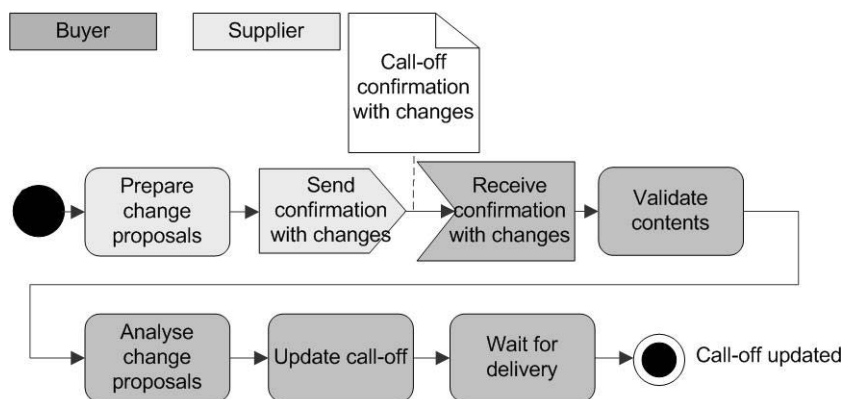 Buyer
Supplier
Call-off
confirmation
with changes
Prepare
change
proposals
Send
confirmation
with changes
Receive
confirmation
with changes
Validate
contents
Analyse
change
proposals
Update call-off
Wait for
delivery
Call-off updated